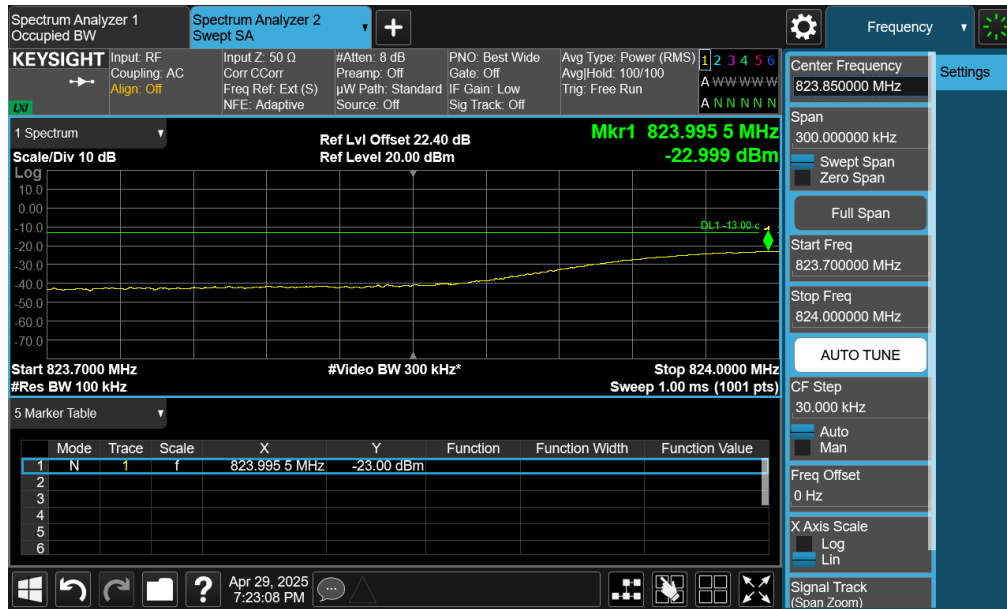 Spectrum Analyzer 1
Occupied BW
Spectrum Analyzer 2
Swept SA
Frequency
KEYSIGHT
LXI
Input: RF
Coupling: AC
Align: Off
Input Z: 50 Ω
Corr CCorr
Freq Ref: Ext (S)
NFE: Adaptive
#Atten: 8 dB
Preamp: Off
µW Path: Standard
Source: Off
PNO: Best Wide
Gate: Off
IF Gain: Low
Sig Track: Off
Avg Type: Power (RMS)
Avg|Hold: 100/100
Trig: Free Run
1 2 3 4 5 6
A W W W W W
A N N N N N
1 Spectrum
Scale/Div 10 dB
Ref Lvl Offset 22.40 dB
Ref Level 20.00 dBm
Mkr1 823.995 5 MHz
-22.999 dBm
Log
10.0
0.00
-10.0
-20.0
-30.0
-40.0
-50.0
-60.0
-70.0
DL1 -13.00
1
Start 823.7000 MHz
#Video BW 300 kHz*
Stop 824.0000 MHz
#Res BW 100 kHz
Sweep 1.00 ms (1001 pts)
5 Marker Table
Mode Trace Scale X Y Function Function Width Function Value
1 N 1 f 823.995 5 MHz -23.00 dBm
2
3
4
5
6
Apr 29, 2025
7:23:08 PM
Center Frequency
823.850000 MHz
Settings
Span
300.000000 kHz
Swept Span
Zero Span
Full Span
Start Freq
823.700000 MHz
Stop Freq
824.000000 MHz
AUTO TUNE
CF Step
30.000 kHz
Auto
Man
Freq Offset
0 Hz
X Axis Scale
Log
Lin
Signal Track
(Span Zoom)